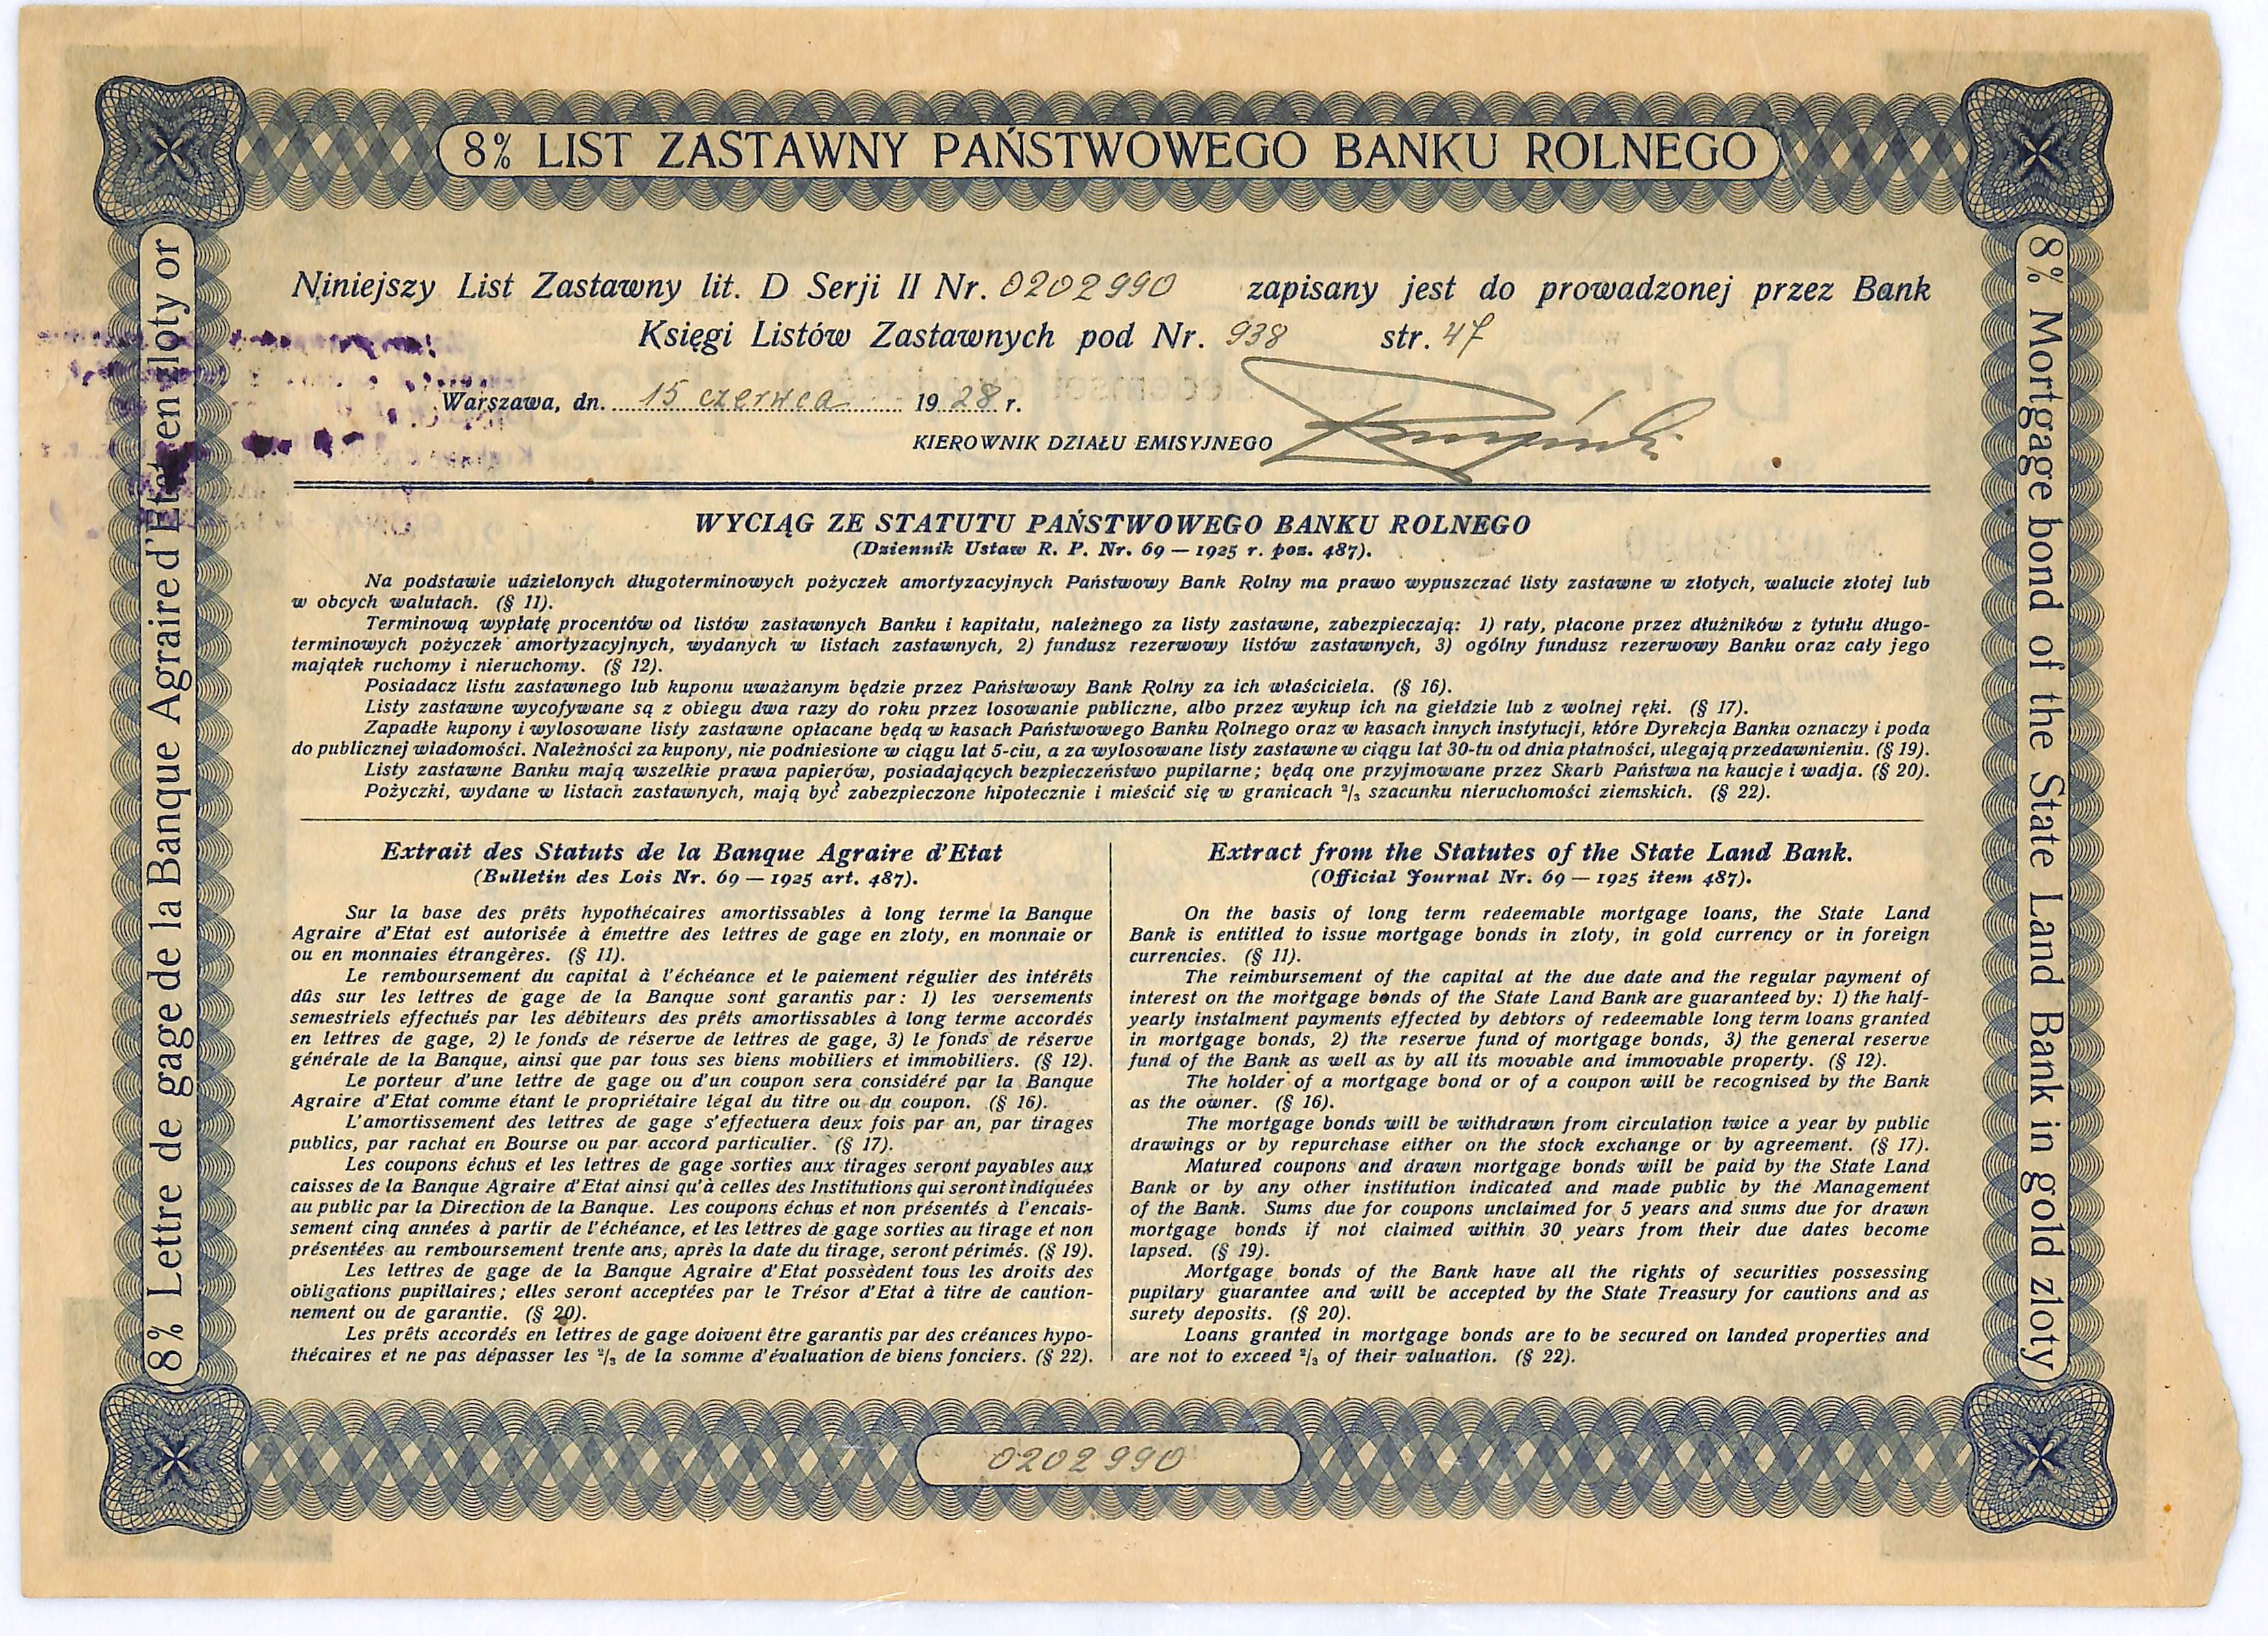 8% LIST ZASTAWNY PAŃSTWOWEGO BANKU ROLNEGO
8% Lettre de gage de la Banque Agraire d'Etat en zloty or
8% Mortgage bond of the State Land Bank in gold zloty
Niniejszy List Zastawny lit. D Serji II Nr. 0202990 zapisany jest do prowadzonej przez Bank
Księgi Listów Zastawnych pod Nr. 938 str. 47
Warszawa, dn. 15 czerwca 1928 r.
KIEROWNIK DZIAŁU EMISYJNEGO
WYCIĄG ZE STATUTU PAŃSTWOWEGO BANKU ROLNEGO
(Dziennik Ustaw R. P. Nr. 69 — 1925 r. poz. 487).
Na podstawie udzielonych długoterminowych pożyczek amortyzacyjnych Państwowy Bank Rolny ma prawo wypuszczać listy zastawne w złotych, walucie złotej lub
w obcych walutach. (§ 11).
Terminową wypłatę procentów od listów zastawnych Banku i kapitału, należnego za listy zastawne, zabezpieczają: 1) raty, płacone przez dłużników z tytułu długo-
terminowych pożyczek amortyzacyjnych, wydanych w listach zastawnych, 2) fundusz rezerwowy listów zastawnych, 3) ogólny fundusz rezerwowy Banku oraz cały jego
majątek ruchomy i nieruchomy. (§ 12).
Posiadacz listu zastawnego lub kuponu uważanym będzie przez Państwowy Bank Rolny za ich właściciela. (§ 16).
Listy zastawne wycofywane są z obiegu dwa razy do roku przez losowanie publiczne, albo przez wykup ich na giełdzie lub z wolnej ręki. (§ 17).
Zapadłe kupony i wylosowane listy zastawne opłacane będą w kasach Państwowego Banku Rolnego oraz w kasach innych instytucji, które Dyrekcja Banku oznaczy i poda
do publicznej wiadomości. Należności za kupony, nie podniesione w ciągu lat 5-ciu, a za wylosowane listy zastawne w ciągu lat 30-tu od dnia płatności, ulegają przedawnieniu. (§ 19).
Listy zastawne Banku mają wszelkie prawa papierów, posiadających bezpieczeństwo pupilarne; będą one przyjmowane przez Skarb Państwa na kaucje i wadja. (§ 20).
Pożyczki, wydane w listach zastawnych, mają być zabezpieczone hipotecznie i mieścić się w granicach ²/₃ szacunku nieruchomości ziemskich. (§ 22).
Extrait des Statuts de la Banque Agraire d'Etat
(Bulletin des Lois Nr. 69 — 1925 art. 487).
Sur la base des prêts hypothécaires amortissables à long terme la Banque
Agraire d'Etat est autorisée à émettre des lettres de gage en zloty, en monnaie or
ou en monnaies étrangères. (§ 11).
Le remboursement du capital à l'échéance et le paiement régulier des intérêts
dûs sur les lettres de gage de la Banque sont garantis par: 1) les versements
semestriels effectués par les débiteurs des prêts amortissables à long terme accordés
en lettres de gage, 2) le fonds de réserve de lettres de gage, 3) le fonds de réserve
générale de la Banque, ainsi que par tous ses biens mobiliers et immobiliers. (§ 12).
Le porteur d'une lettre de gage ou d'un coupon sera considéré par la Banque
Agraire d'Etat comme étant le propriétaire légal du titre ou du coupon. (§ 16).
L'amortissement des lettres de gage s'effectuera deux fois par an, par tirages
publics, par rachat en Bourse ou par accord particulier. (§ 17).
Les coupons échus et les lettres de gage sorties aux tirages seront payables aux
caisses de la Banque Agraire d'Etat ainsi qu'à celles des Institutions qui seront indiquées
au public par la Direction de la Banque. Les coupons échus et non présentés à l'encais-
sement cinq années à partir de l'échéance, et les lettres de gage sorties au tirage et non
présentées au remboursement trente ans, après la date du tirage, seront périmés. (§ 19).
Les lettres de gage de la Banque Agraire d'Etat possèdent tous les droits des
obligations pupillaires; elles seront acceptées par le Trésor d'Etat à titre de caution-
nement ou de garantie. (§ 20).
Les prêts accordés en lettres de gage doivent être garantis par des créances hypo-
thécaires et ne pas dépasser les ²/₃ de la somme d'évaluation de biens fonciers. (§ 22).
Extract from the Statutes of the State Land Bank.
(Official Journal Nr. 69 — 1925 item 487).
On the basis of long term redeemable mortgage loans, the State Land
Bank is entitled to issue mortgage bonds in zloty, in gold currency or in foreign
currencies. (§ 11).
The reimbursement of the capital at the due date and the regular payment of
interest on the mortgage bonds of the State Land Bank are guaranteed by: 1) the half-
yearly instalment payments effected by debtors of redeemable long term loans granted
in mortgage bonds, 2) the reserve fund of mortgage bonds, 3) the general reserve
fund of the Bank as well as by all its movable and immovable property. (§ 12).
The holder of a mortgage bond or of a coupon will be recognised by the Bank
as the owner. (§ 16).
The mortgage bonds will be withdrawn from circulation twice a year by public
drawings or by repurchase either on the stock exchange or by agreement. (§ 17).
Matured coupons and drawn mortgage bonds will be paid by the State Land
Bank or by any other institution indicated and made public by the Management
of the Bank. Sums due for coupons unclaimed for 5 years and sums due for drawn
mortgage bonds if not claimed within 30 years from their due dates become
lapsed. (§ 19).
Mortgage bonds of the Bank have all the rights of securities possessing
pupilary guarantee and will be accepted by the State Treasury for cautions and as
surety deposits. (§ 20).
Loans granted in mortgage bonds are to be secured on landed properties and
are not to exceed ²/₃ of their valuation. (§ 22).
0202990